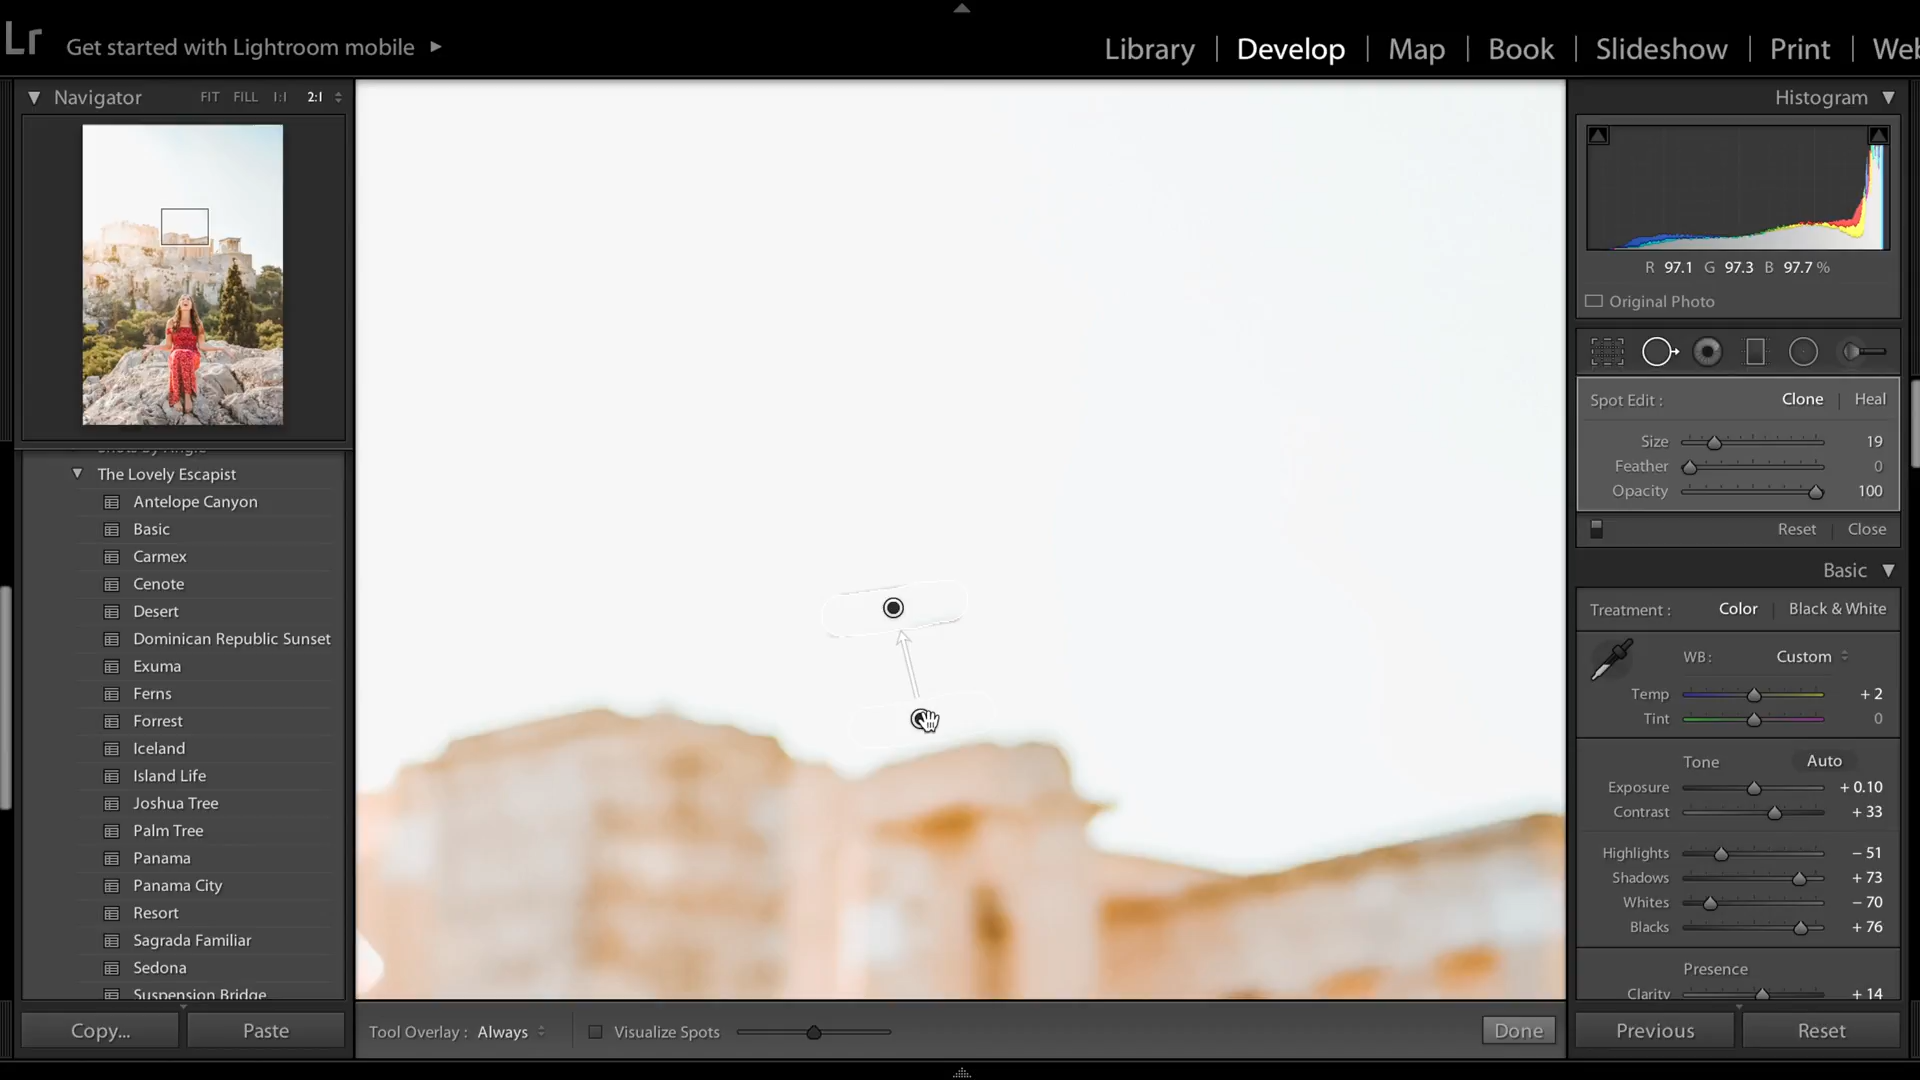 Lr Get started with Lightroom mobile
Library | Develop | Map | Book | Slideshow | Print | Web
Navigator FIT FILL 1:1 2:1
The Lovely Escapist
Antelope Canyon
Basic
Carmex
Cenote
Desert
Dominican Republic Sunset
Exuma
Ferns
Forrest
Iceland
Island Life
Joshua Tree
Palm Tree
Panama
Panama City
Resort
Sagrada Familiar
Sedona
Suspension Bridge
Copy... Paste
Tool Overlay : Always Visualize Spots Done
Histogram
R 97.1 G 97.3 B 97.7 %
Original Photo
Spot Edit : Clone | Heal
Size 19
Feather 0
Opacity 100
Reset | Close
Basic
Treatment : Color | Black & White
WB : Custom
Temp + 2
Tint 0
Tone Auto
Exposure + 0.10
Contrast + 33
Highlights – 51
Shadows + 73
Whites – 70
Blacks + 76
Presence
Clarity + 14
Previous Reset